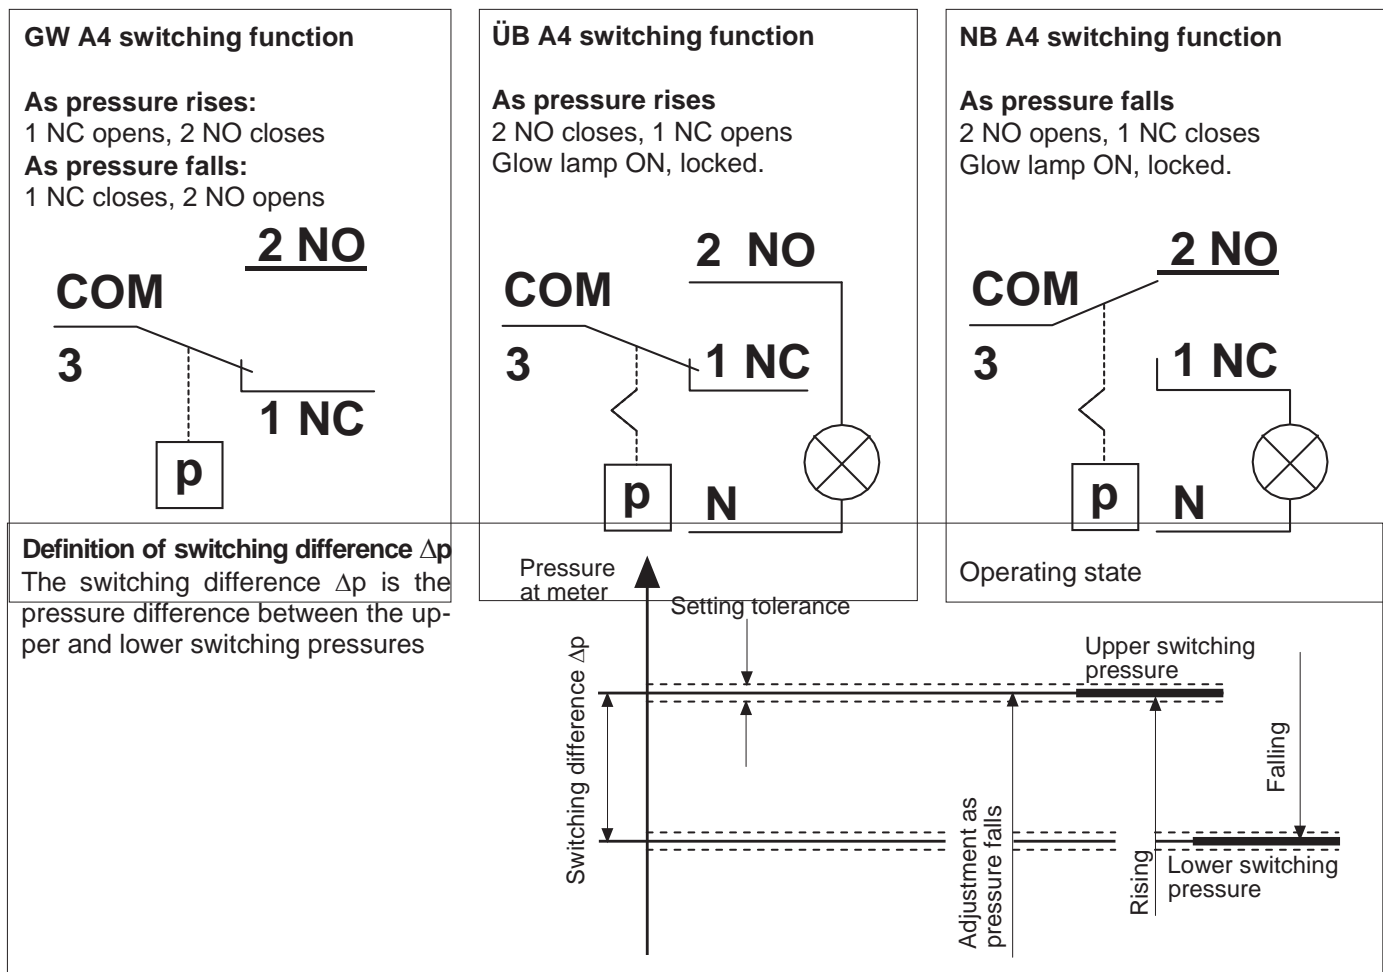 GW A4 switching function
As pressure rises:
1 NC opens, 2 NO closes
As pressure falls:
1 NC closes, 2 NO opens
2 NO
COM
3
1 NC
p
ÜB A4 switching function
As pressure rises
2 NO closes, 1 NC opens
Glow lamp ON, locked.
2 NO
COM
3
1 NC
p
N
NB A4 switching function
As pressure falls
2 NO opens, 1 NC closes
Glow lamp ON, locked.
2 NO
COM
3
1 NC
p
N
Operating state
Definition of switching difference Δp
The switching difference Δp is the
pressure difference between the up-
per and lower switching pressures
Pressure
at meter
Setting tolerance
Switching difference Δp
Upper switching
pressure
Adjustment as
pressure falls
Rising
Falling
Lower switching
pressure